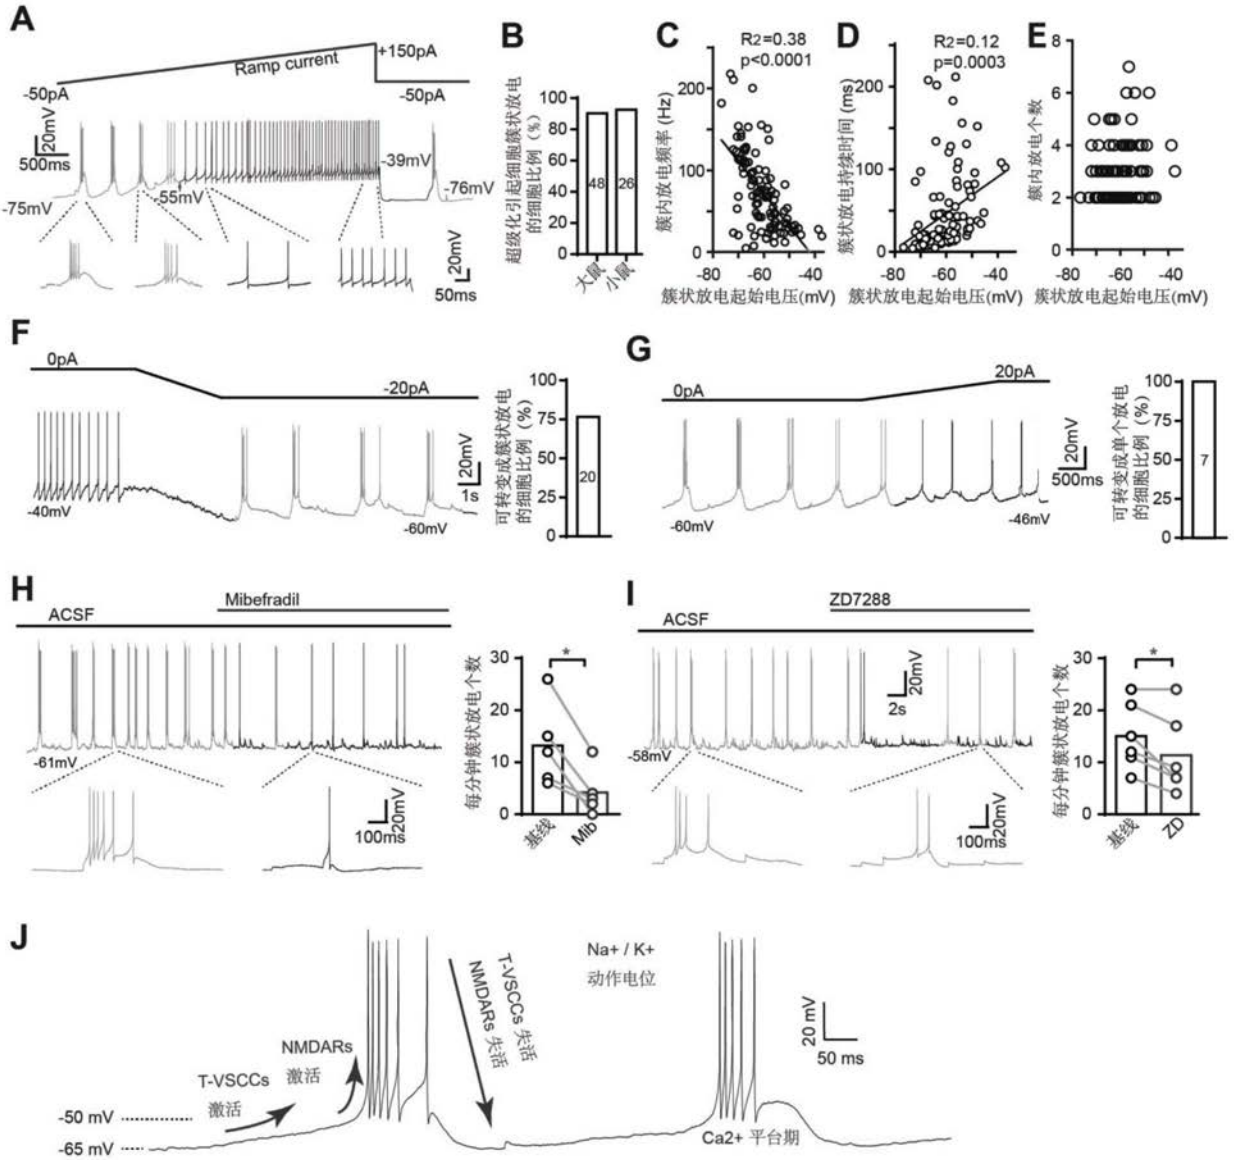 A
Ramp current
+150pA
-50pA
-50pA
20mV
500ms
-39mV
-75mV
-55mV
-76mV
20mV
50ms
B
超级化引起细胞簇状放电
的细胞比例 (%)
100
80
60
40
20
0
48
26
大鼠
小鼠
C
R2=0.38
p<0.0001
簇内放电频率 (Hz)
200
100
0
-80
-60
-40
簇状放电起始电压(mV)
D
R2=0.12
p=0.0003
簇状放电持续时间 (ms)
200
100
0
-80
-60
-40
簇状放电起始电压(mV)
E
簇内放电个数
8
6
4
2
0
-80
-60
-40
簇状放电起始电压(mV)
F
0pA
-20pA
-40mV
-60mV
20mV
1s
可转变成簇状放电
的细胞比例 (%)
100
75
50
25
0
20
G
0pA
20pA
-60mV
-46mV
20mV
500ms
可转变成单个放电
的细胞比例 (%)
100
75
50
25
0
7
H
Mibefradil
ACSF
-61mV
20mV
100ms
每分钟簇状放电个数
30
20
10
0
*
基线
Mib
I
ZD7288
ACSF
20mV
2s
-58mV
20mV
100ms
每分钟簇状放电个数
30
20
10
0
*
基线
ZD
J
T-VSCCs
激活
NMDARs
激活
T-VSCCs 失活
NMDARs 失活
Na+ / K+
动作电位
20 mV
50 ms
-50 mV
-65 mV
Ca2+ 平台期